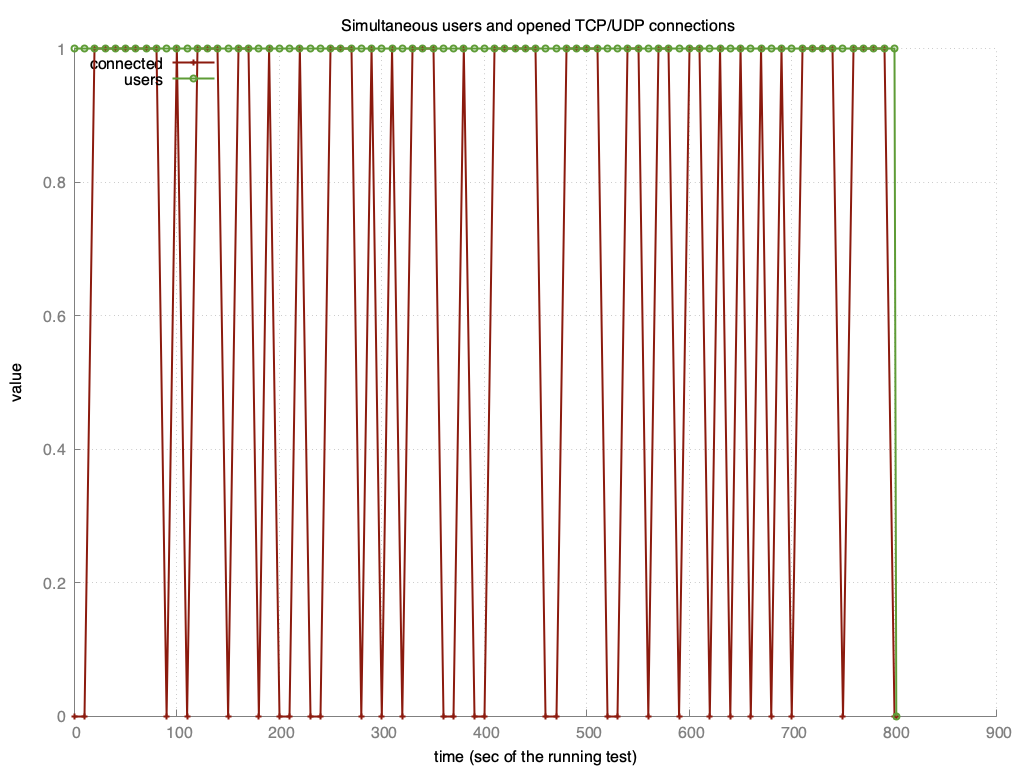 Simultaneous users and opened TCP/UDP connections
1
connected
users
0.8
0.6
value
0.4
0.2
0
0 100 200 300 400 500 600 700 800 900
time (sec of the running test)